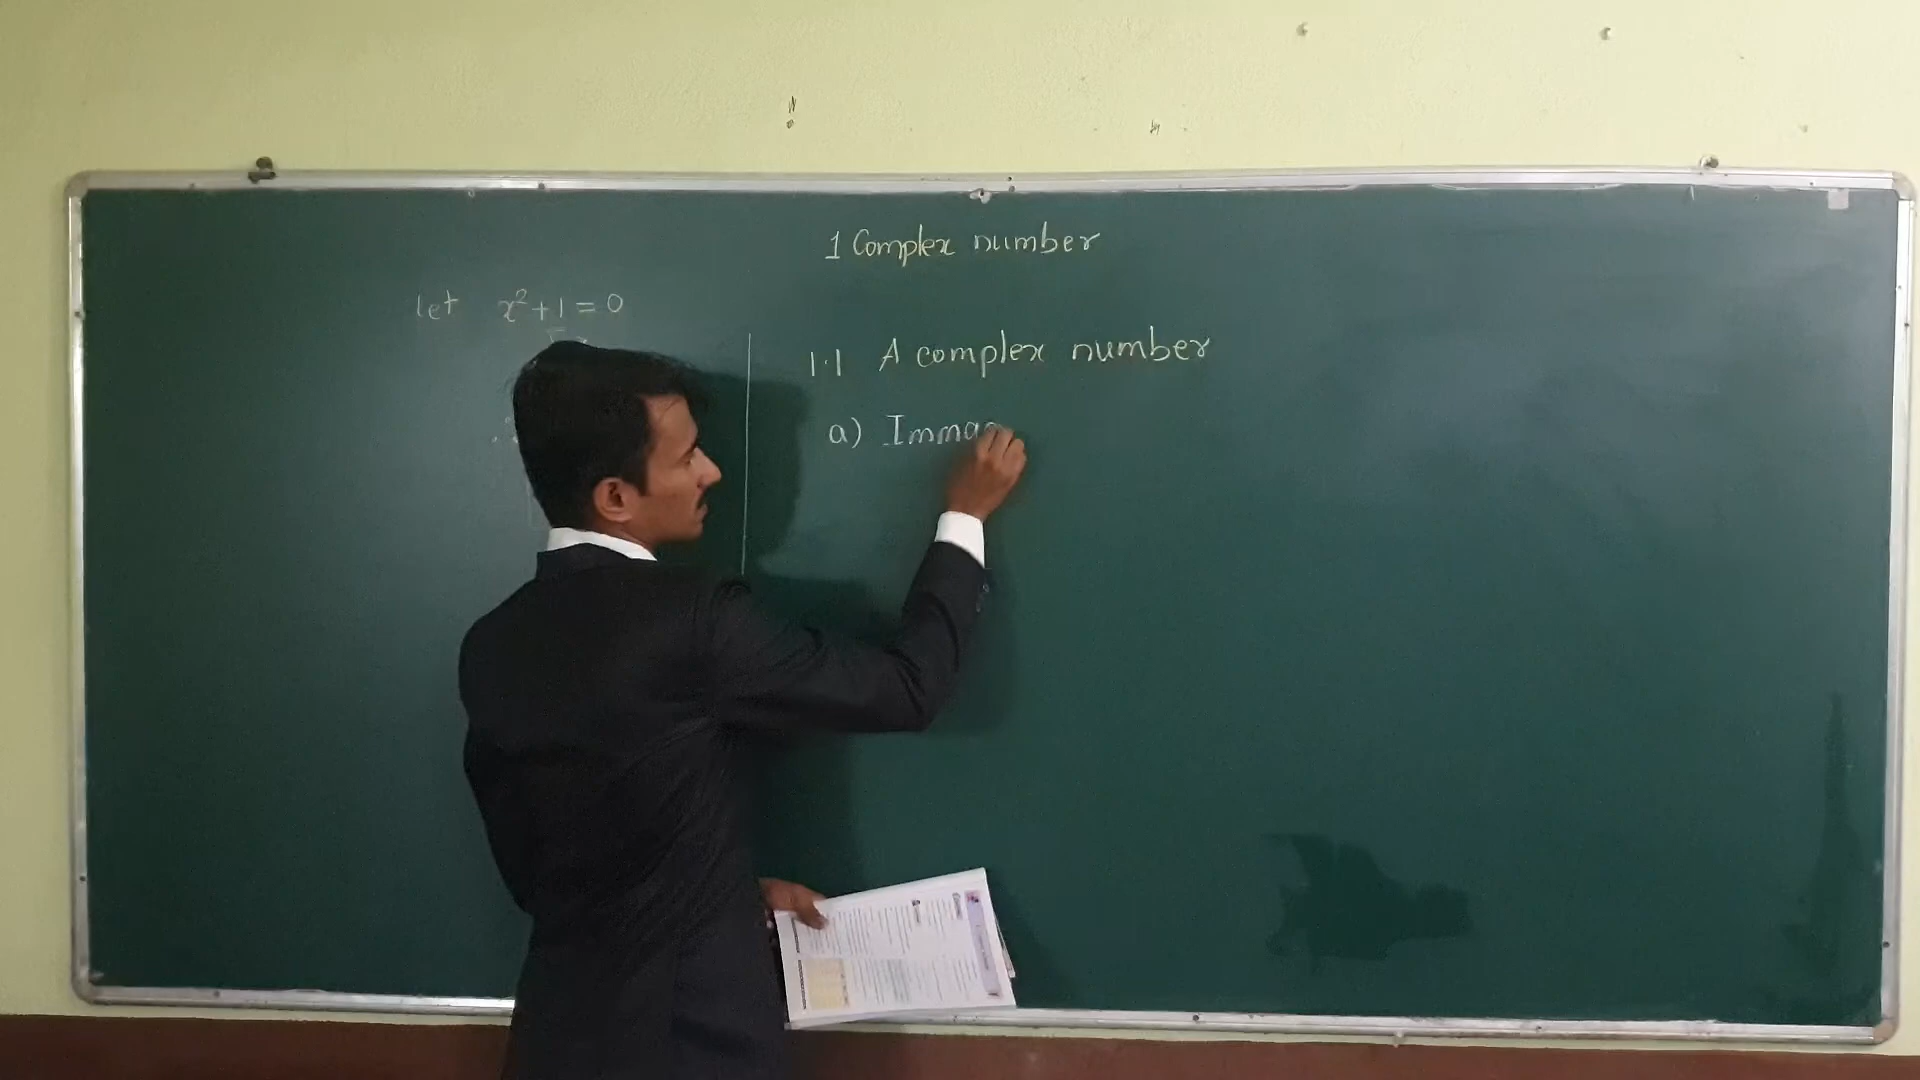 1 Complex number
let x²+1=0
1.1 A complex number
a) Immag